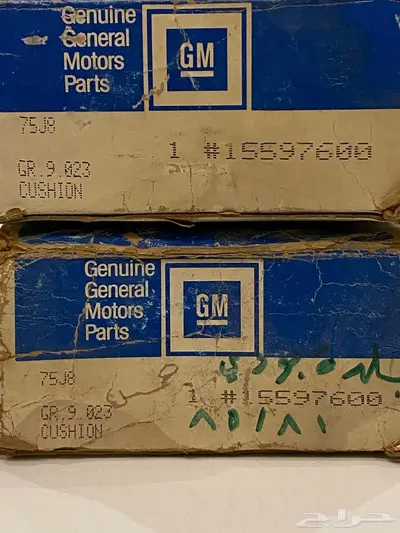 Genuine
General
Motors
Parts
GM
75J8
1 #15597600
GR.9.023
CUSHION
Genuine
General
Motors
Parts
GM
75J8
1 #15597600
GR.9.023
CUSHION
٨٥١٨١
حراج